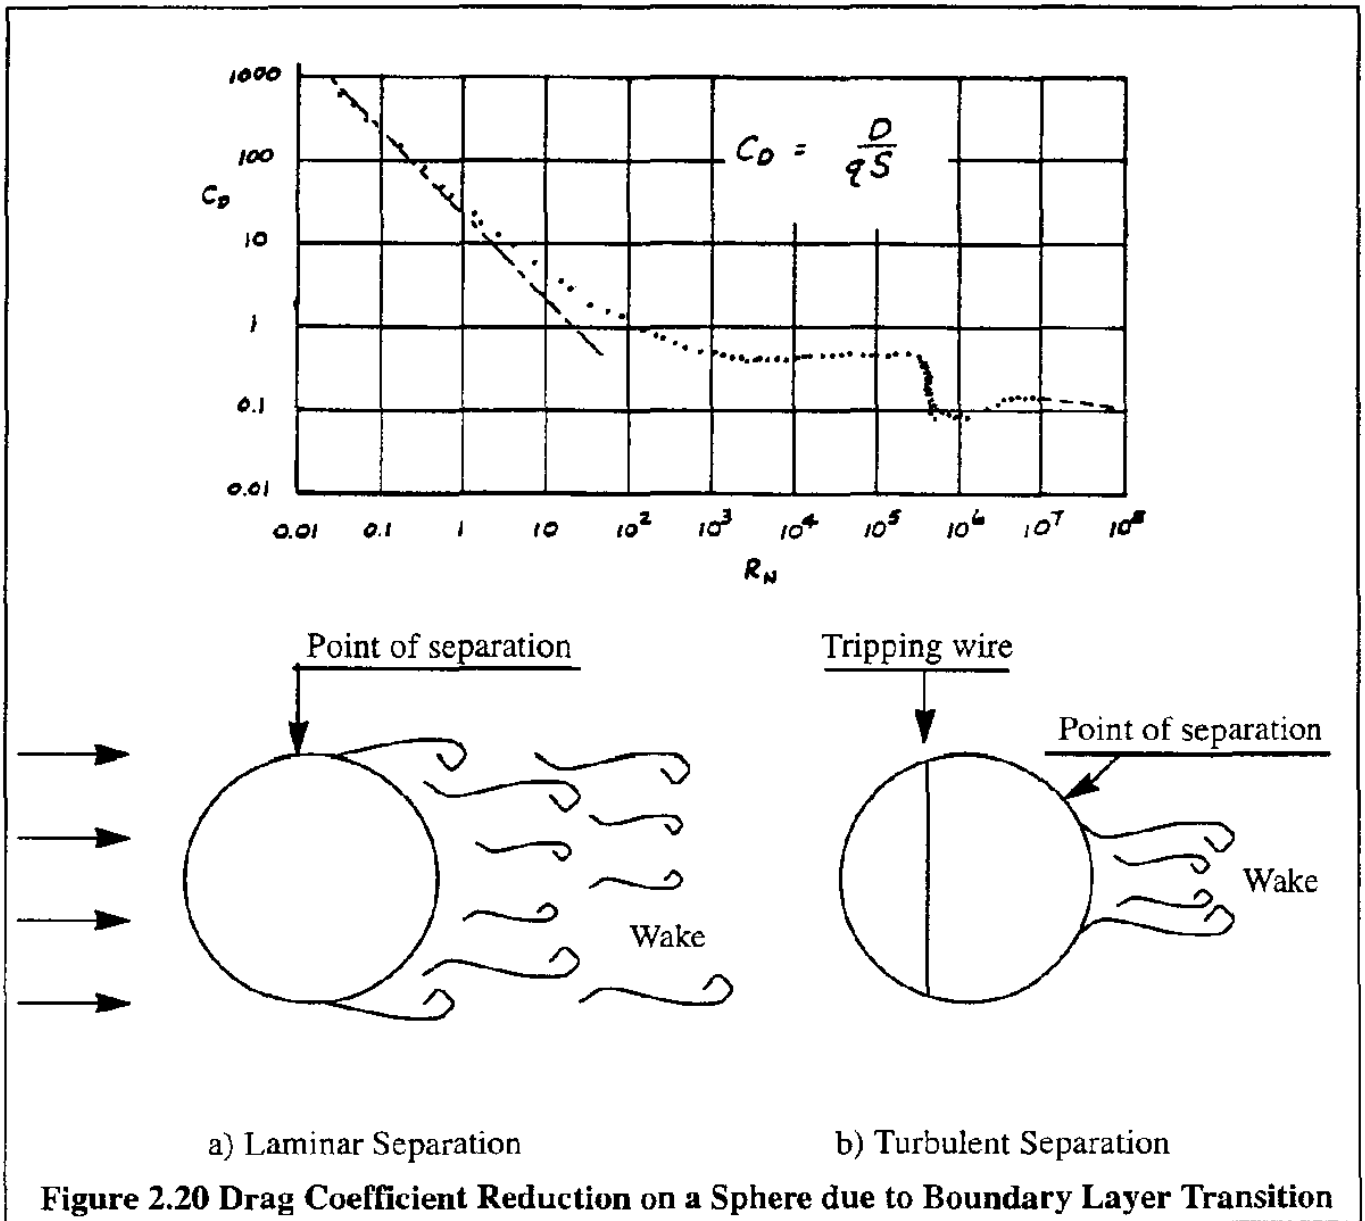 1000
100
C_D
10
1
0.1
0.01
C_D = D / qS
0.01 0.1 1 10 10² 10³ 10⁴ 10⁵ 10⁶ 10⁷ 10⁸
R_N
Point of separation
Tripping wire
Point of separation
Wake
Wake
a) Laminar Separation
b) Turbulent Separation
Figure 2.20 Drag Coefficient Reduction on a Sphere due to Boundary Layer Transition